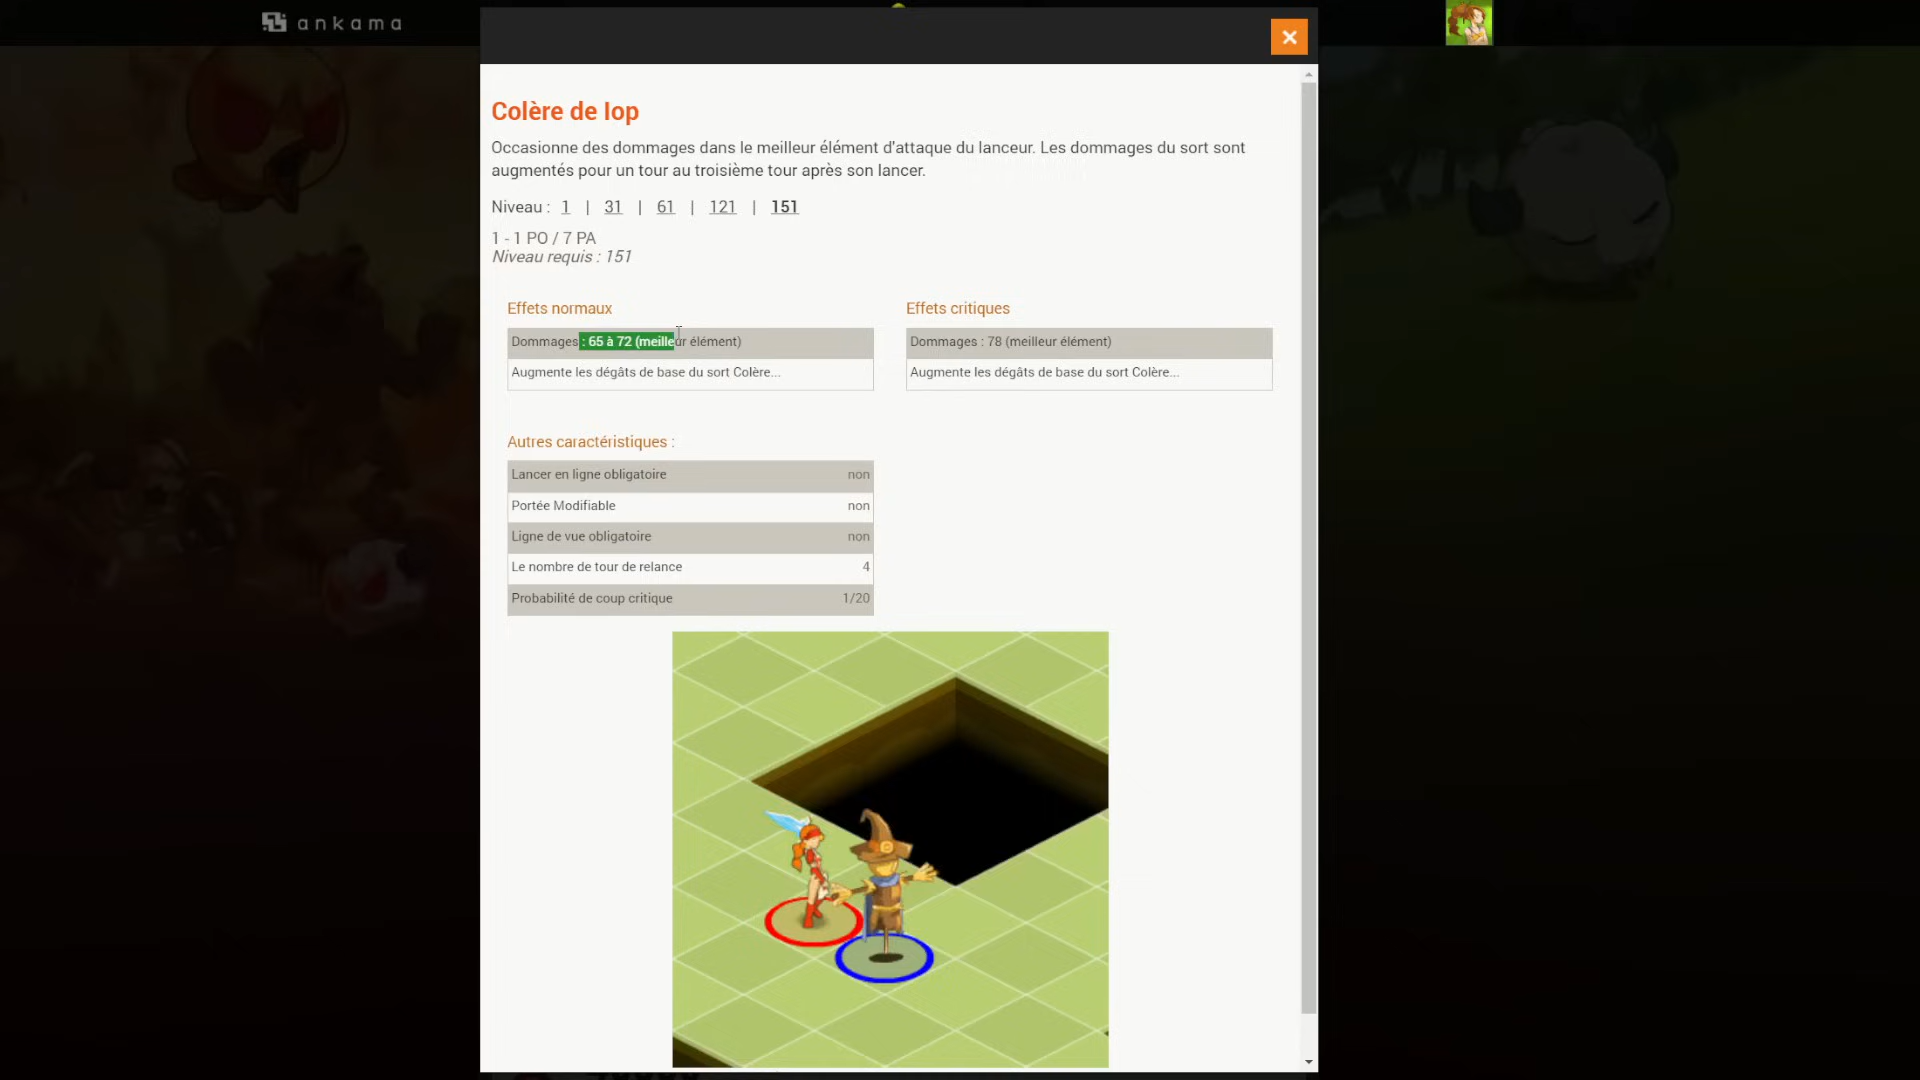 ankama
Colère de Iop
Occasionne des dommages dans le meilleur élément d'attaque du lanceur. Les dommages du sort sont
augmentés pour un tour au troisième tour après son lancer.
Niveau : 1 | 31 | 61 | 121 | 151
1 - 1 PO / 7 PA
Niveau requis : 151
Effets normaux
Dommages : 65 à 72 (meilleur élément)
Augmente les dégâts de base du sort Colère...
Effets critiques
Dommages : 78 (meilleur élément)
Augmente les dégâts de base du sort Colère...
Autres caractéristiques :
Lancer en ligne obligatoire non
Portée Modifiable non
Ligne de vue obligatoire non
Le nombre de tour de relance 4
Probabilité de coup critique 1/20